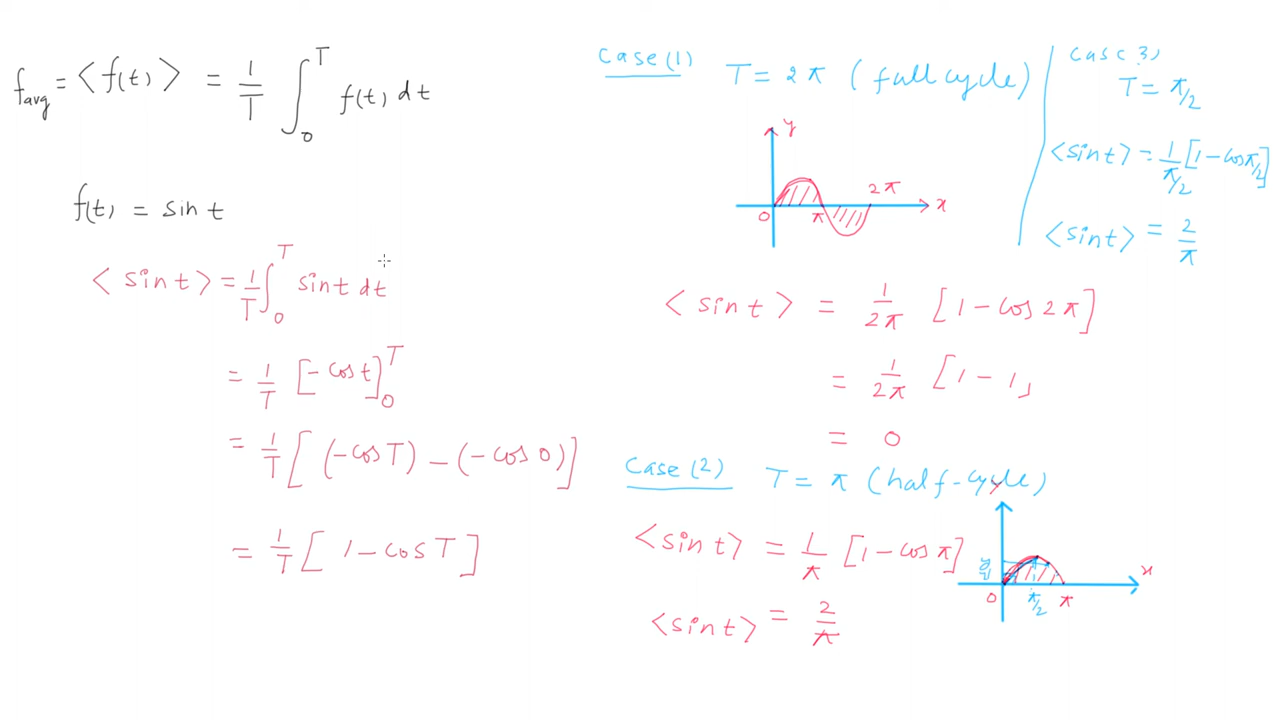 f_avg = ⟨f(t)⟩ = 1/T ∫₀ᵀ f(t) dt
f(t) = sin t
⟨sin t⟩ = 1/T ∫₀ᵀ sin t dt
= 1/T [-cos t]₀ᵀ
= 1/T [(-cos T) - (-cos 0)]
= 1/T [1 - cos T]
Case (1)
T = 2π (full cycle)
y
0
π
2π
x
⟨sin t⟩ = 1/2π [1 - cos 2π]
= 1/2π [1 - 1]
= 0
Case (2) T = π (half-cycle)
⟨sin t⟩ = 1/π [1 - cos π]
⟨sin t⟩ = 2/π
y
0
π/2
π
x
Case 3)
T = π/2
⟨sin t⟩ = 1/π/2 [1 - cos π/2]
⟨sin t⟩ = 2/π